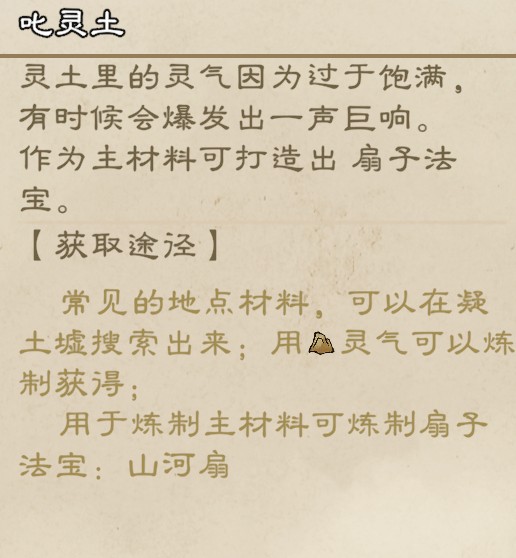 叱灵土
灵土里的灵气因为过于饱满，
有时候会爆发出一声巨响。
作为主材料可打造出 扇子法
宝。
【获取途径】
常见的地点材料，可以在凝
土墟搜索出来；用灵气可以炼
制获得；
用于炼制主材料可炼制扇子
法宝：山河扇